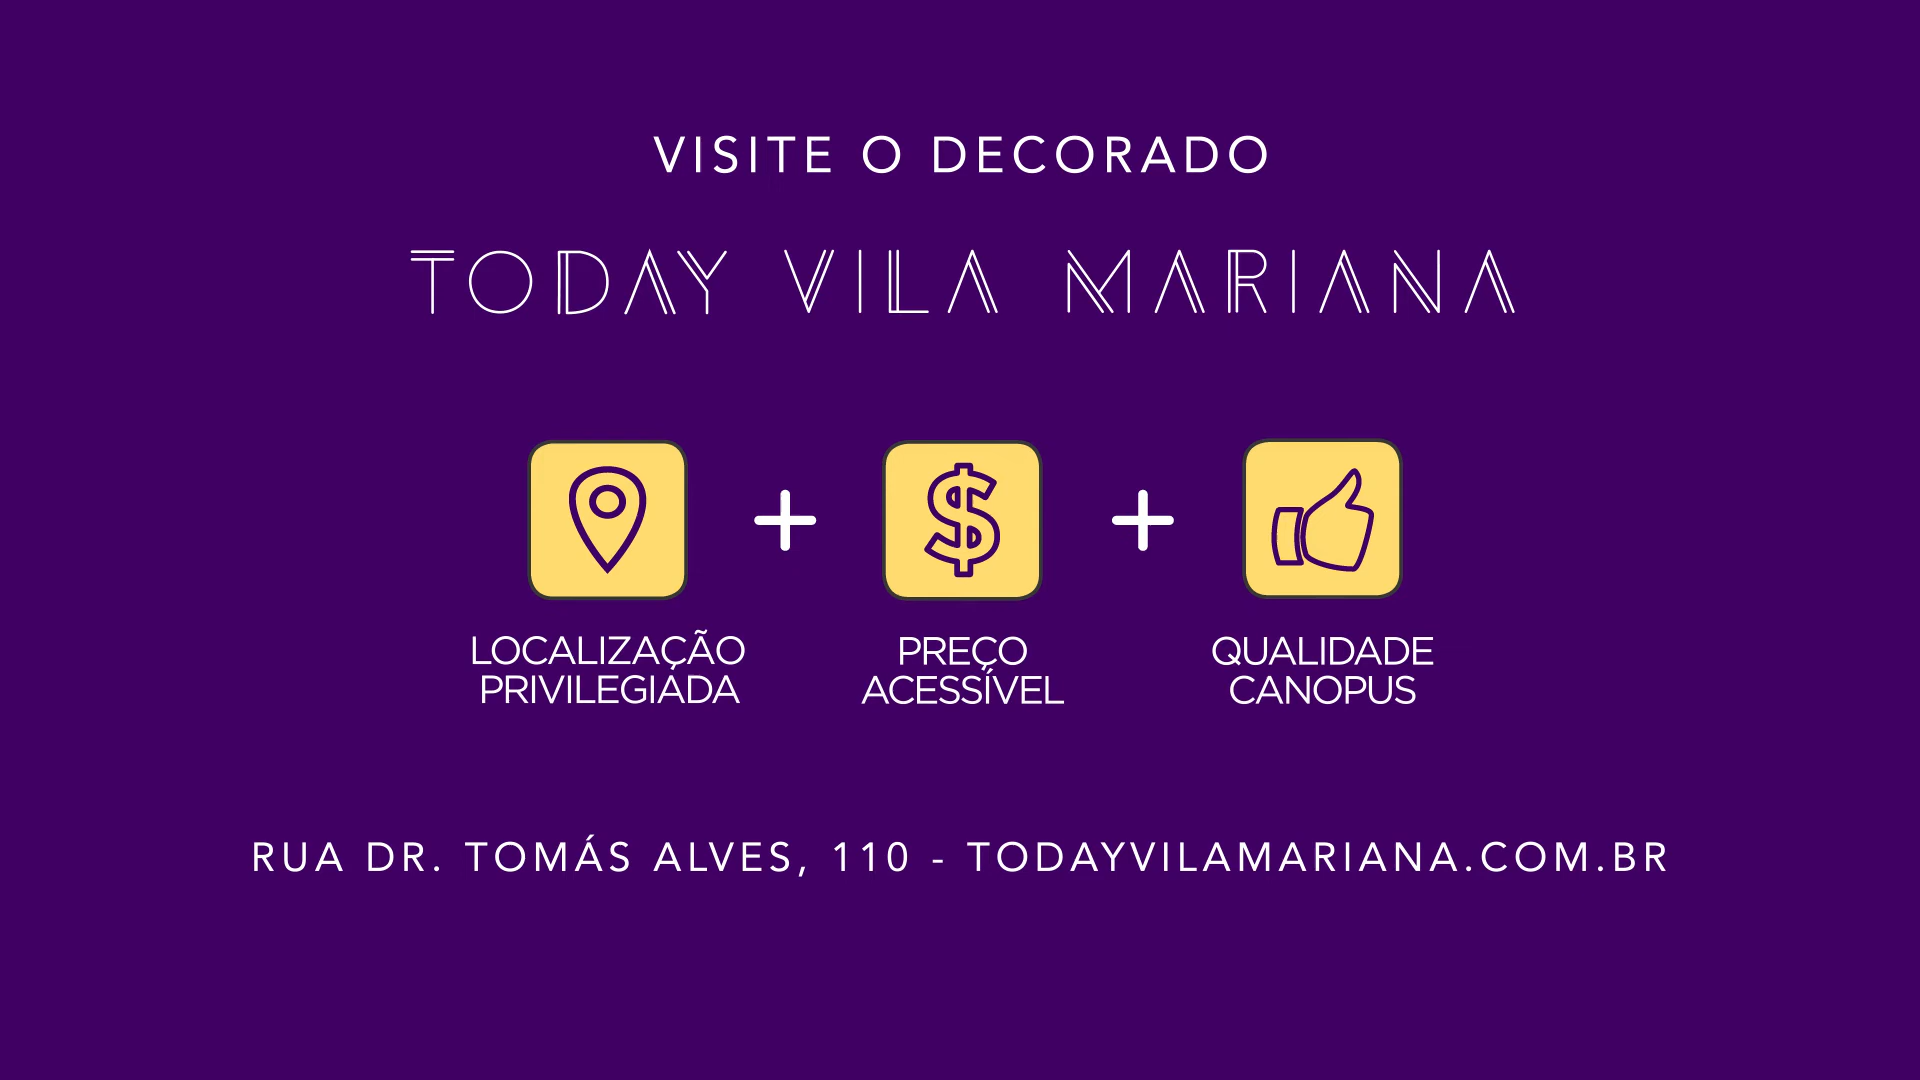 VISITE O DECORADO
TODAY VILA MARIANA
LOCALIZAÇÃO
PRIVILEGIADA
PREÇO
ACESSÍVEL
QUALIDADE
CANOPUS
RUA DR. TOMÁS ALVES, 110 - TODAYVILAMARIANA.COM.BR